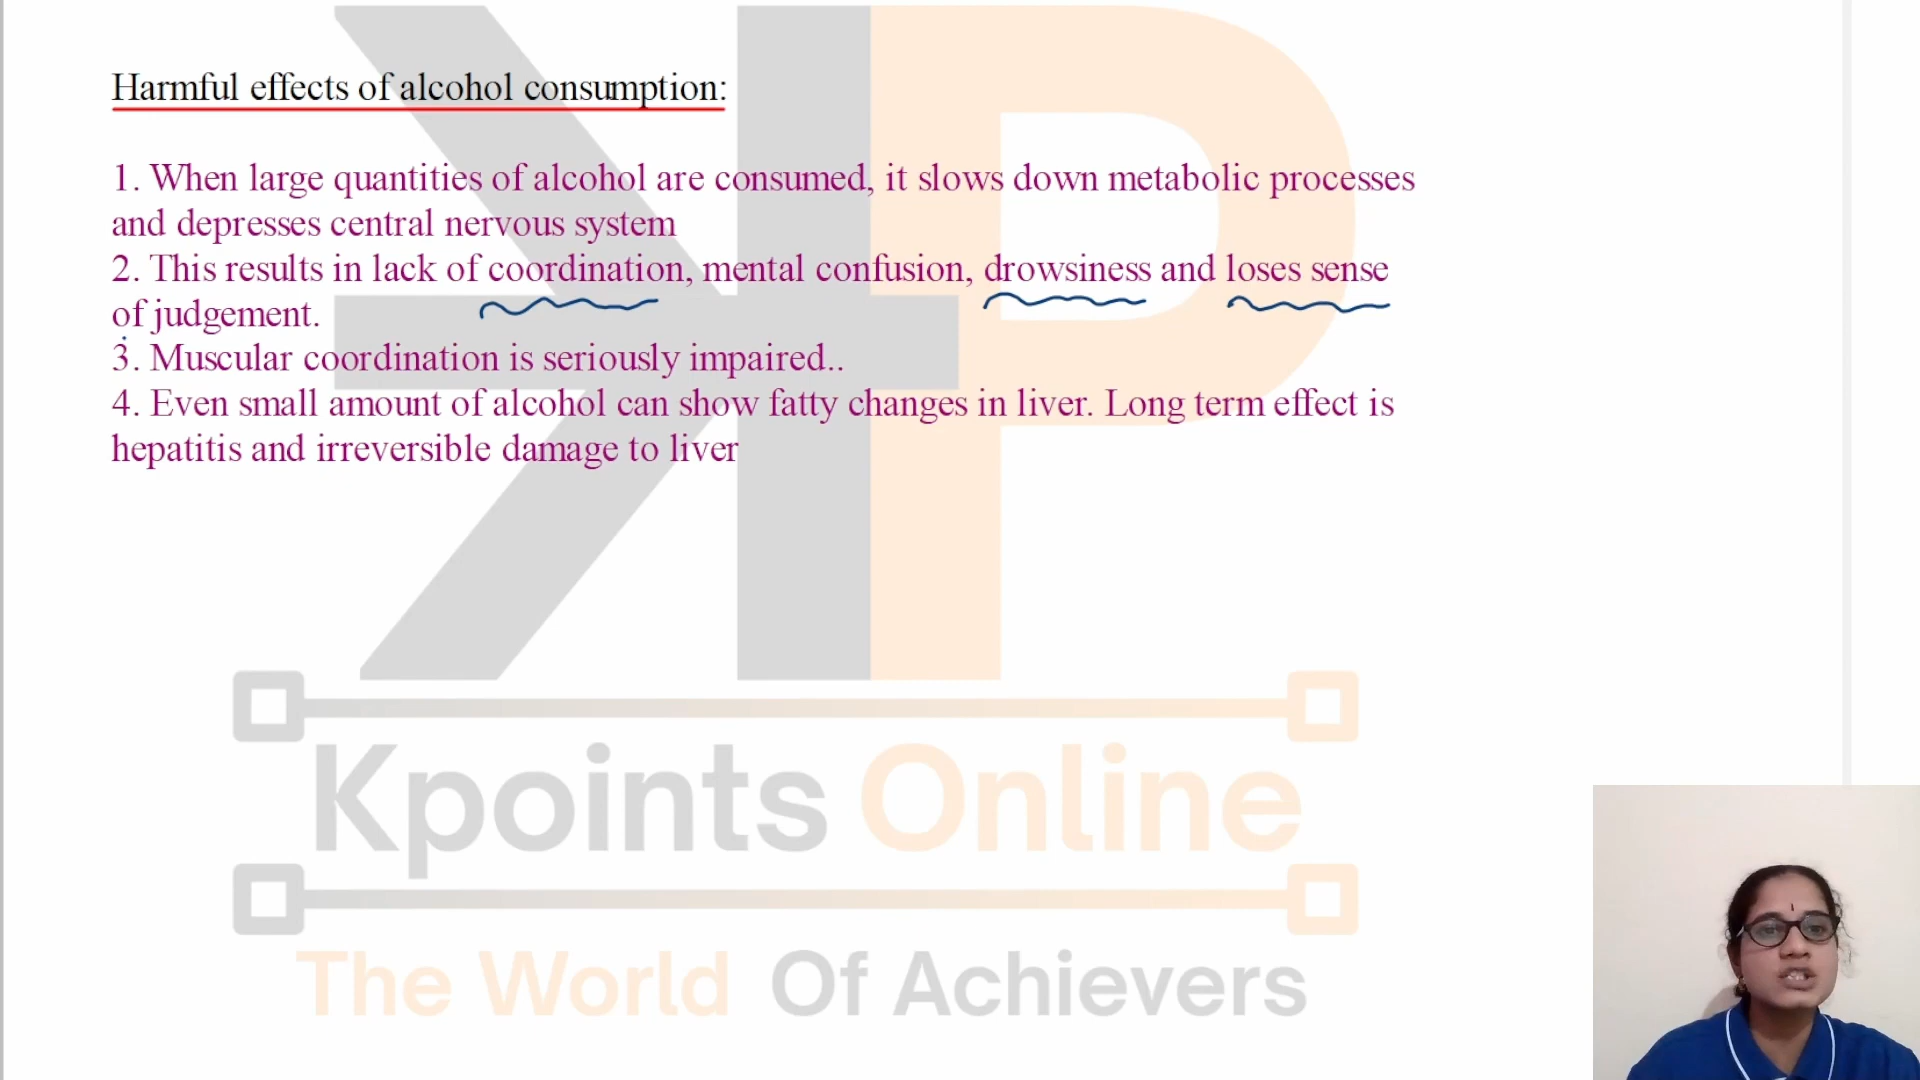 Harmful effects of alcohol consumption:
1. When large quantities of alcohol are consumed, it slows down metabolic processes
and depresses central nervous system
2. This results in lack of coordination, mental confusion, drowsiness and loses sense
of judgement.
3. Muscular coordination is seriously impaired..
4. Even small amount of alcohol can show fatty changes in liver. Long term effect is
hepatitis and irreversible damage to liver
KP
Kpoints Online
The World Of Achievers